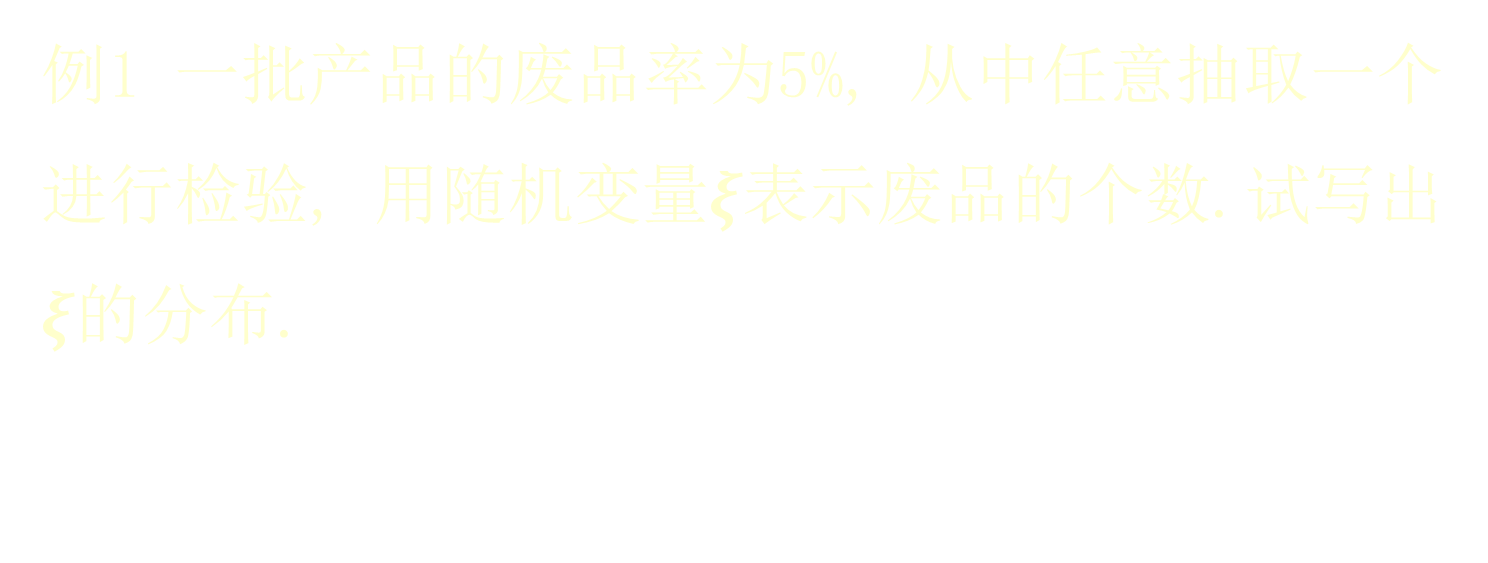 例1 一批产品的废品率为5%, 从中任意抽取一个
进行检验, 用随机变量ξ表示废品的个数. 试写出
ξ的分布.